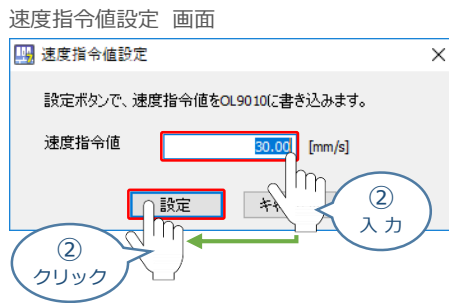 速度指令値設定 画面
速度指令値設定
設定ボタンで、速度指令値をOL9010に書き込みます。
速度指令値 30.00 [mm/s]
設定 キャ
②
入 力
②
クリック